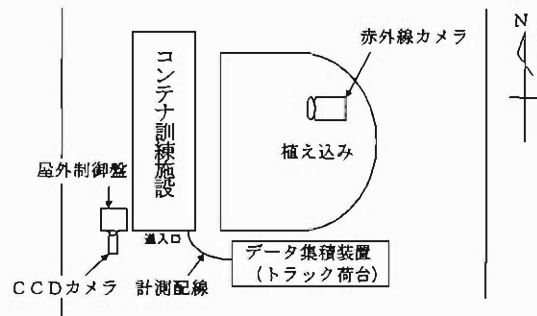 N
赤外線カメラ
コンテナ訓練施設
植え込み
屋外制御盤
進入口
データ集積装置
(トラック荷台)
CCDカメラ
計測配線